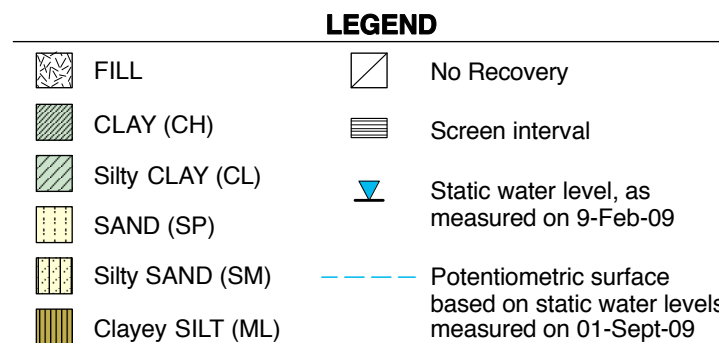 LEGEND
FILL
CLAY (CH)
Silty CLAY (CL)
SAND (SP)
Silty SAND (SM)
Clayey SILT (ML)
No Recovery
Screen interval
Static water level, as
measured on 9-Feb-09
Potentiometric surface
based on static water levels
measured on 01-Sept-09